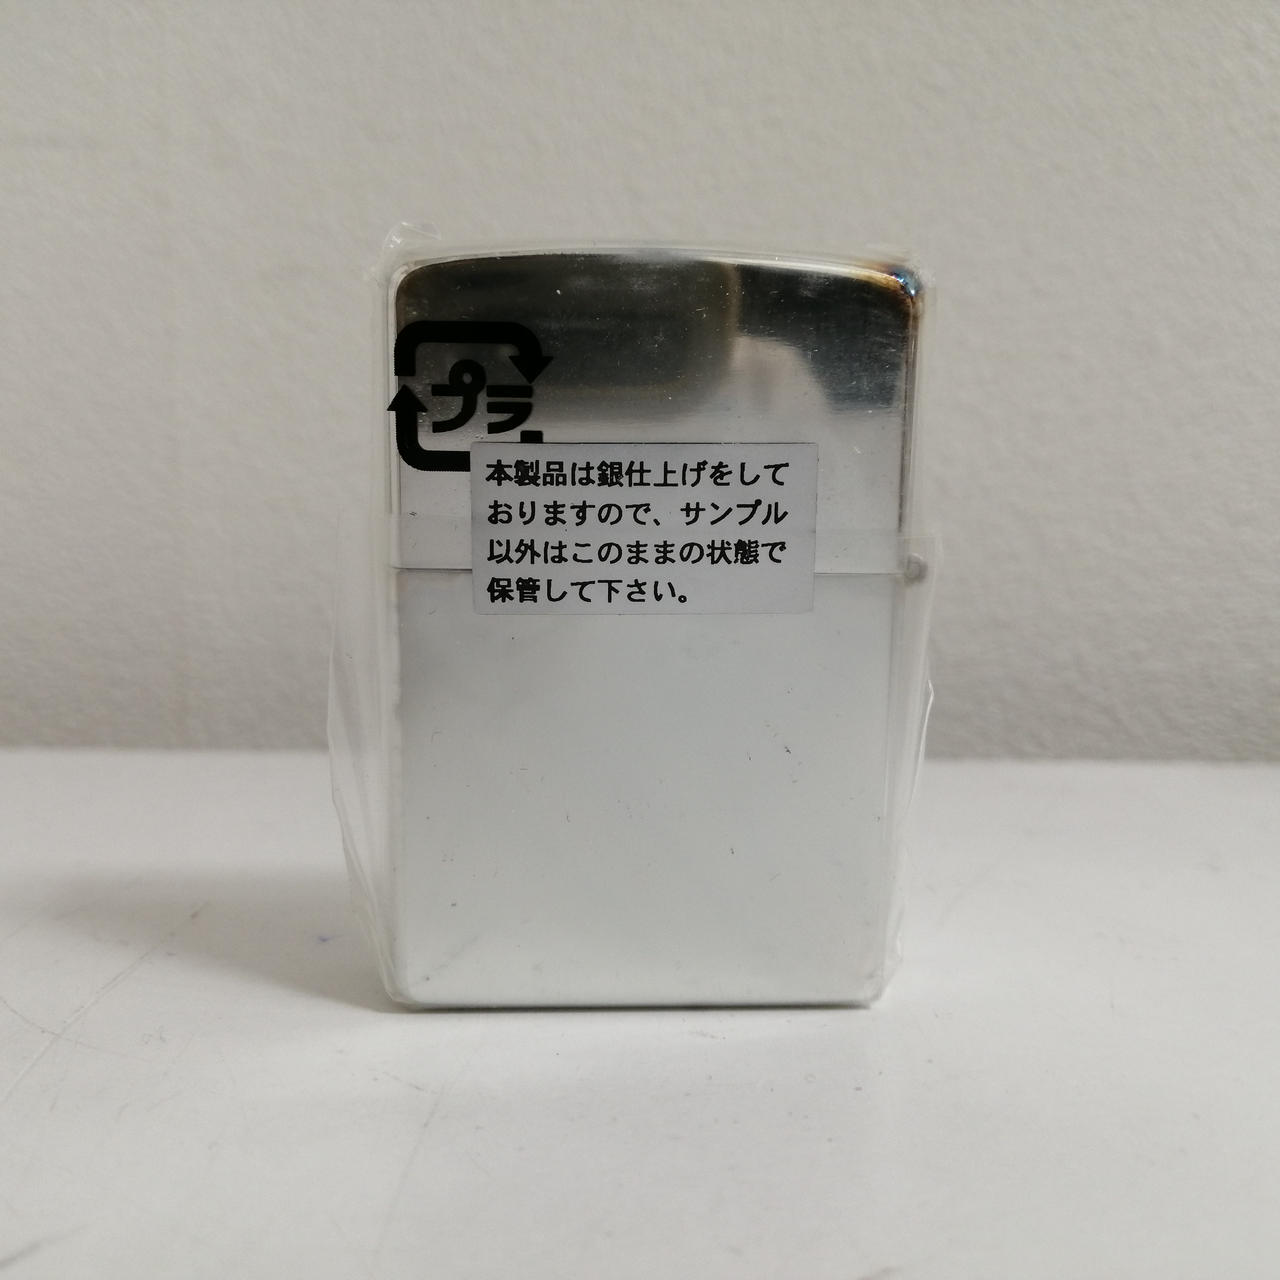 プラ
本製品は銀仕上げをして
おりますので、サンプル
以外はこのままの状態で
保管して下さい。